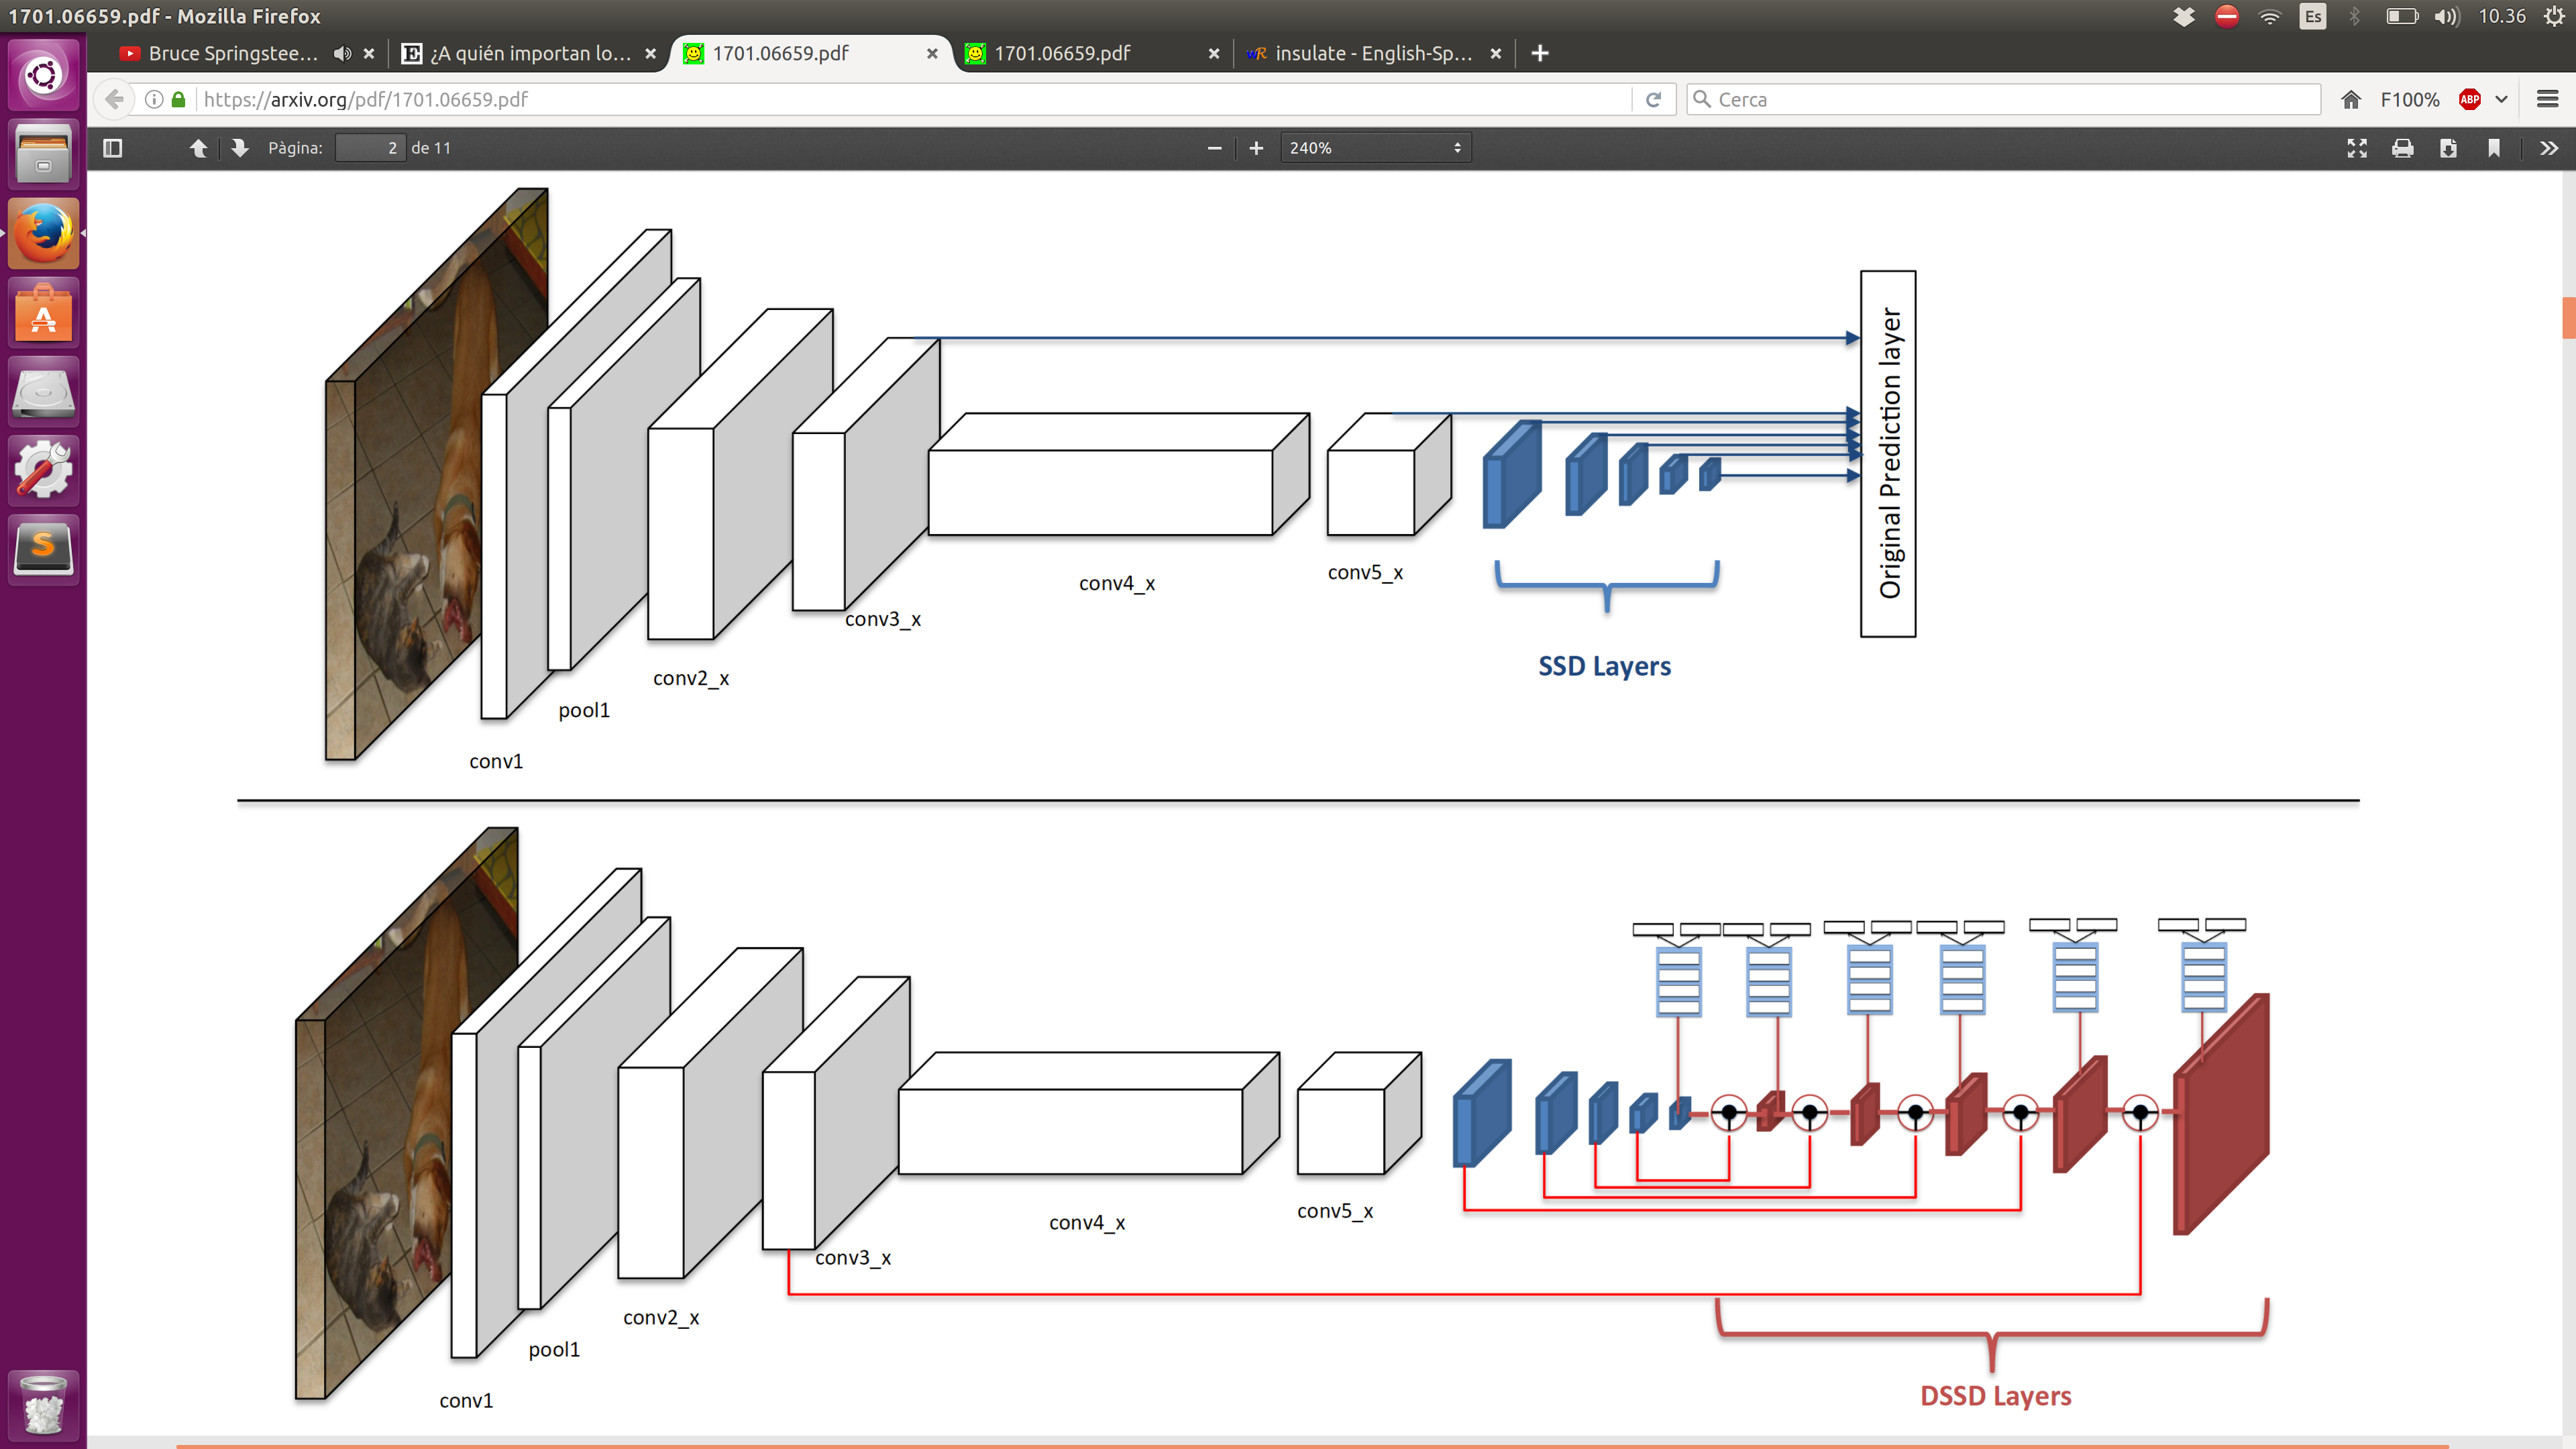 1701.06659.pdf - Mozilla Firefox
Es
10.36
Bruce Springstee...
E ¿A quién importan lo...
1701.06659.pdf
1701.06659.pdf
WR insulate - English-Sp...
https://arxiv.org/pdf/1701.06659.pdf
Cerca
F100%
ABP
Pàgina: 2 de 11
240%
Original Prediction layer
conv4_x
conv5_x
conv3_x
SSD Layers
conv2_x
pool1
conv1
conv5_x
conv4_x
conv3_x
conv2_x
pool1
DSSD Layers
conv1